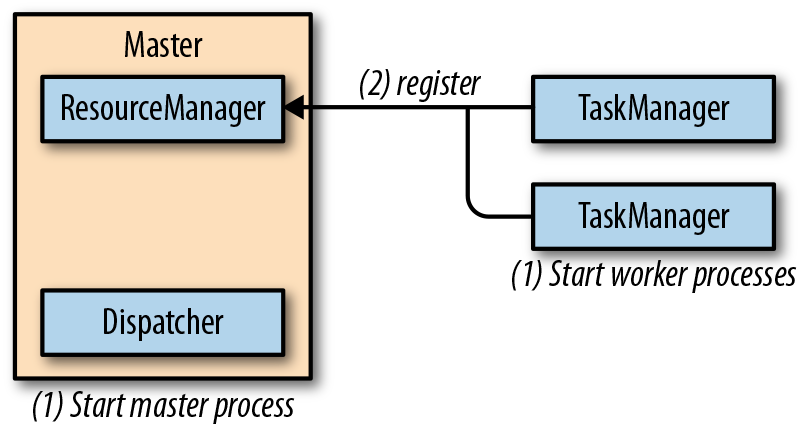 Master
ResourceManager
(2) register
TaskManager
TaskManager
(1) Start worker processes
Dispatcher
(1) Start master process